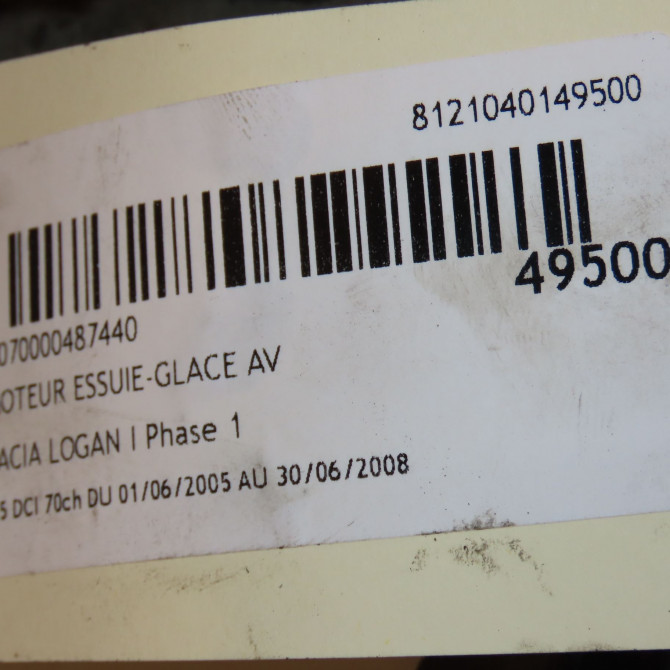 8121040149500
49500
070000487440
OTEUR ESSUIE-GLACE AV
ACIA LOGAN I Phase 1
5 DCI 70ch DU 01/06/2005 AU 30/06/2008